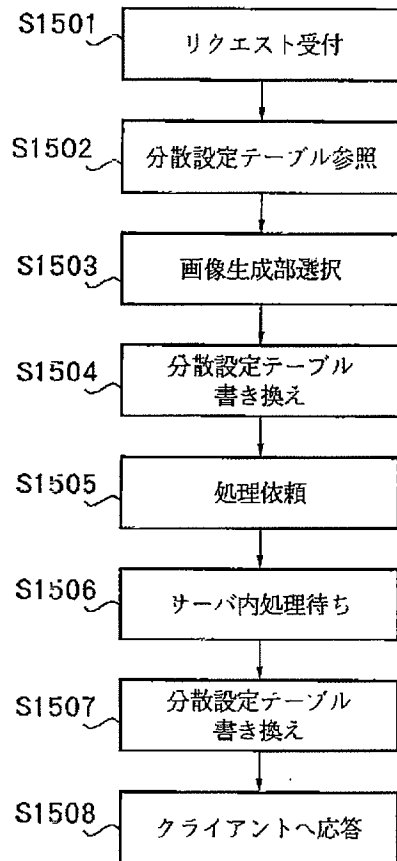 S1501
リクエスト受付
S1502
分散設定テーブル参照
S1503
画像生成部選択
S1504
分散設定テーブル
書き換え
S1505
処理依頼
S1506
サーバ内処理待ち
S1507
分散設定テーブル
書き換え
S1508
クライアントへ応答